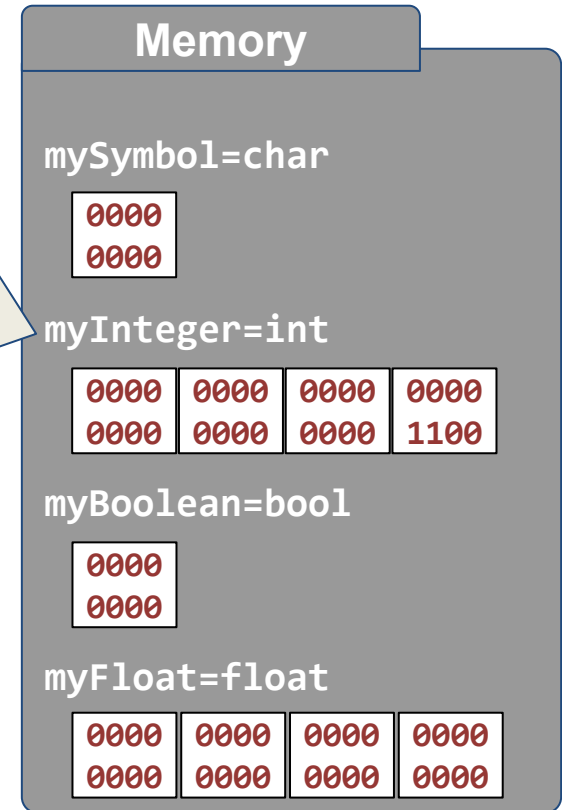 Memory
mySymbol=char
0000
0000
myInteger=int
0000 0000 0000 0000
0000 0000 0000 1100
myBoolean=bool
0000
0000
myFloat=float
0000 0000 0000 0000
0000 0000 0000 0000